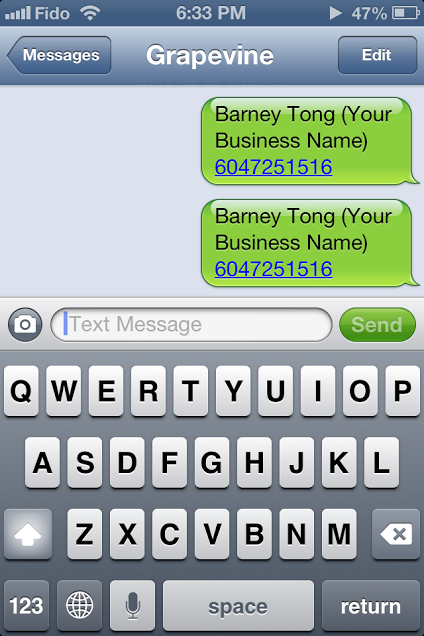 Fido 6:33 PM 47%
Messages Grapevine Edit
Barney Tong (Your
Business Name)
6047251516
Barney Tong (Your
Business Name)
6047251516
Text Message Send
Q W E R T Y U I O P
A S D F G H J K L
Z X C V B N M
123 space return